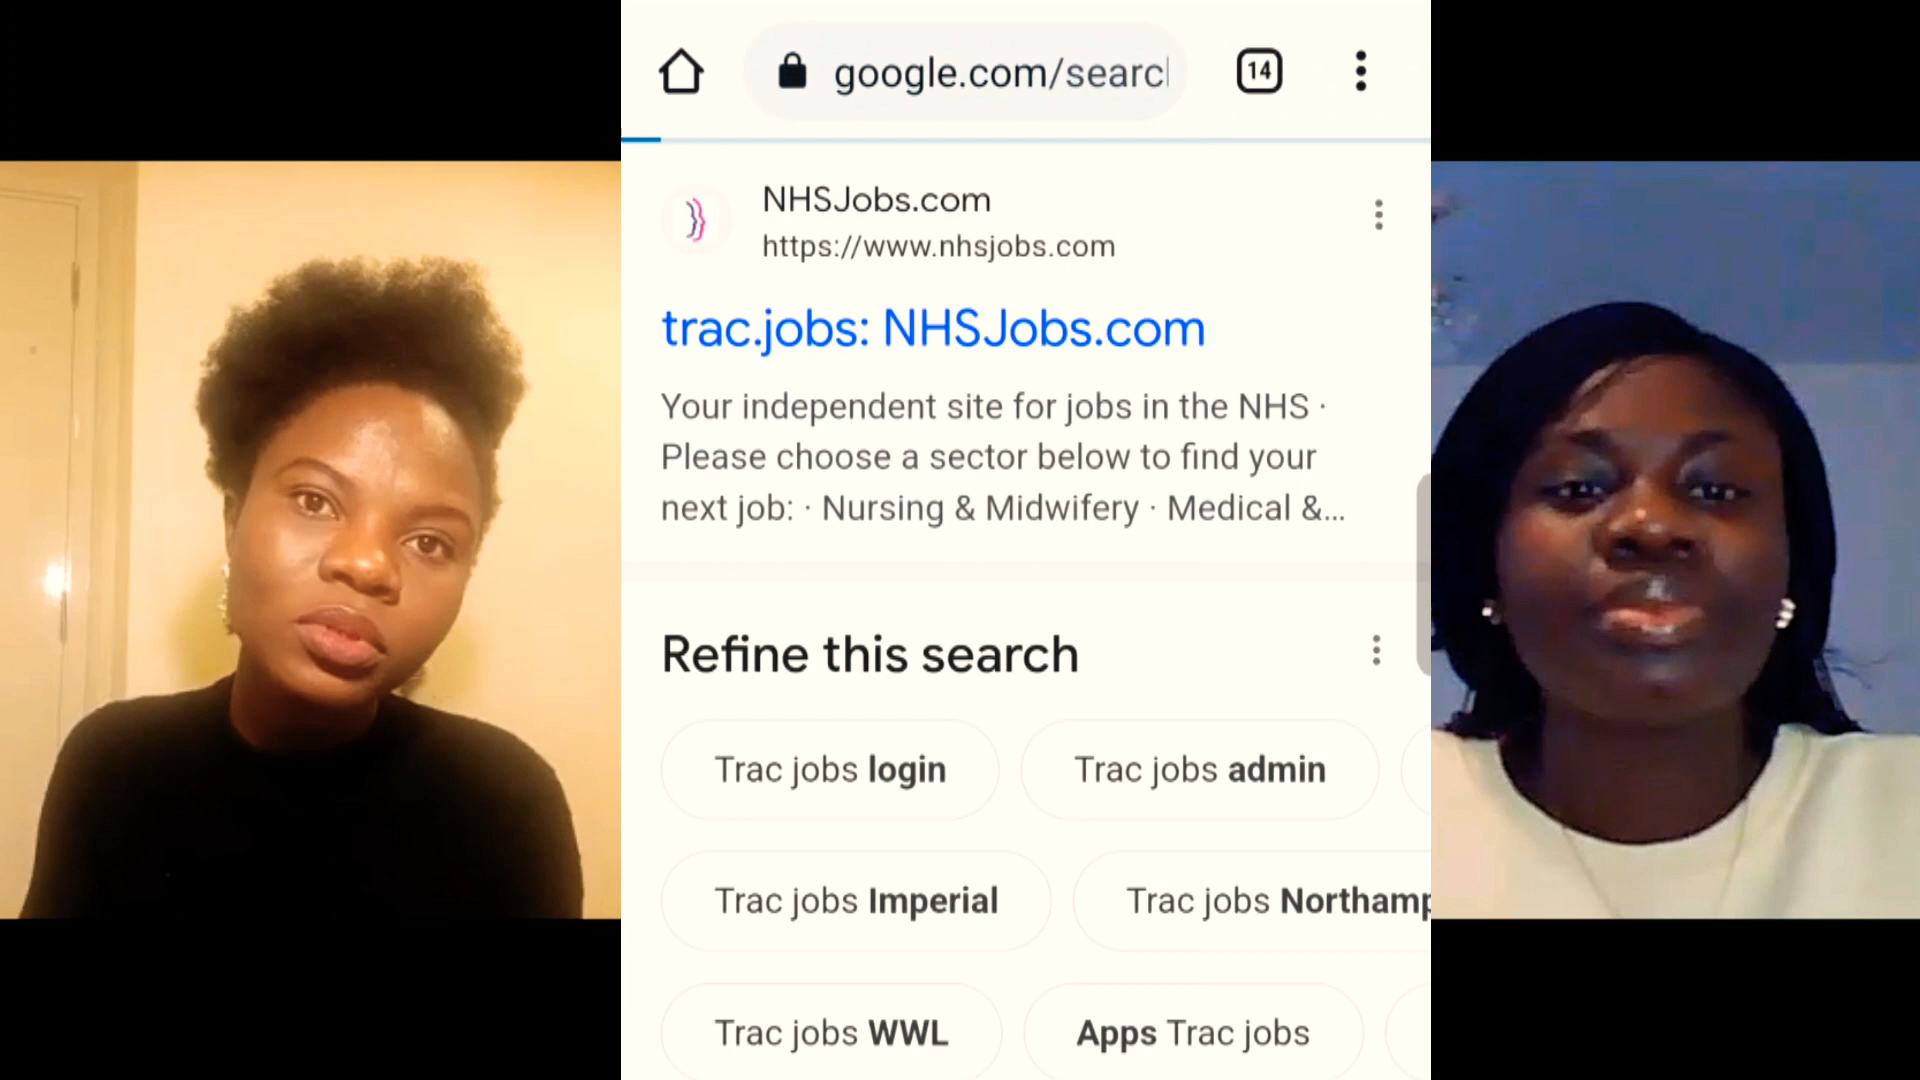 google.com/searc
14
NHSJobs.com
https://www.nhsjobs.com
trac.jobs: NHSJobs.com
Your independent site for jobs in the NHS ·
Please choose a sector below to find your
next job: · Nursing & Midwifery · Medical &...
Refine this search
Trac jobs login
Trac jobs admin
Trac jobs Imperial
Trac jobs Northamp
Trac jobs WWL
Apps Trac jobs